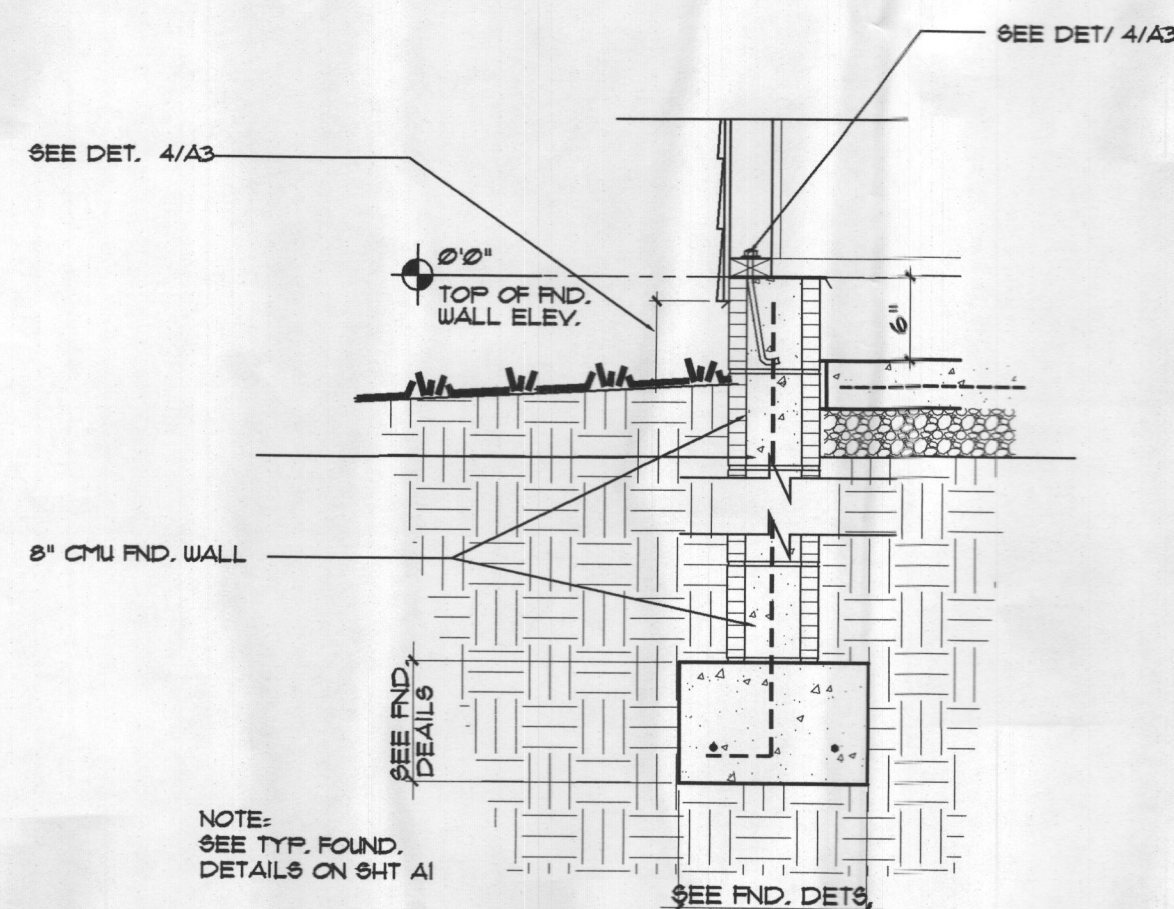 SEE DET/ 4/A3
SEE DET. 4/A3
Ø'Ø"
TOP OF FND.
WALL ELEV.
6"
8" CMU FND. WALL
SEE FND.
DEAILS
NOTE:
SEE TYP. FOUND.
DETAILS ON SHT A1
SEE FND. DETS.